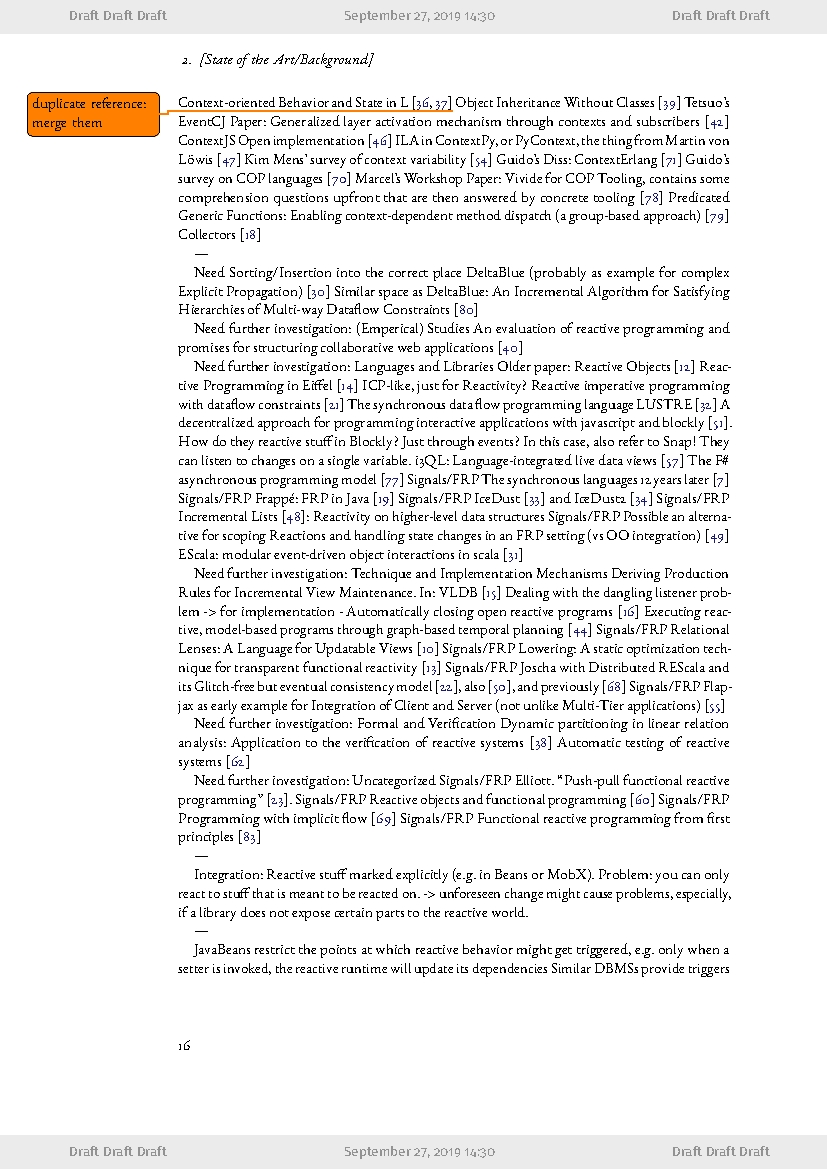 Draft Draft Draft September 27, 2019 14:30 Draft Draft Draft
2. [State of the Art/Background]
duplicate reference:
merge them
Context-oriented Behavior and State in L [36, 37] Object Inheritance Without Classes [39] Tetsuo's
EventCJ Paper: Generalized layer activation mechanism through contexts and subscribers [42]
ContextJS Open implementation [46] ILA in ContextPy, or PyContext, the thing from Martin von
Löwis [47] Kim Mens' survey of context variability [54] Guido's Diss: ContextErlang [71] Guido's
survey on COP languages [70] Marcel's Workshop Paper: Vivide for COP Tooling, contains some
comprehension questions upfront that are then answered by concrete tooling [78] Predicated
Generic Functions: Enabling context-dependent method dispatch (a group-based approach) [79]
Collectors [18]
—
Need Sorting/Insertion into the correct place DeltaBlue (probably as example for complex
Explicit Propagation) [30] Similar space as DeltaBlue: An Incremental Algorithm for Satisfying
Hierarchies of Multi-way Dataflow Constraints [80]
Need further investigation: (Emperical) Studies An evaluation of reactive programming and
promises for structuring collaborative web applications [40]
Need further investigation: Languages and Libraries Older paper: Reactive Objects [12] Reac-
tive Programming in Eiffel [14] ICP-like, just for Reactivity? Reactive imperative programming
with dataflow constraints [21] The synchronous data flow programming language LUSTRE [32] A
decentralized approach for programming interactive applications with javascript and blockly [51].
How do they reactive stuff in Blockly? Just through events? In this case, also refer to Snap! They
can listen to changes on a single variable. i3QL: Language-integrated live data views [57] The F#
asynchronous programming model [77] Signals/FRP The synchronous languages 12 years later [7]
Signals/FRP Frappé: FRP in Java [19] Signals/FRP IceDust [33] and IceDust2 [34] Signals/FRP
Incremental Lists [48]: Reactivity on higher-level data structures Signals/FRP Possible an alterna-
tive for scoping Reactions and handling state changes in an FRP setting (vs OO integration) [49]
EScala: modular event-driven object interactions in scala [31]
Need further investigation: Technique and Implementation Mechanisms Deriving Production
Rules for Incremental View Maintenance. In: VLDB [15] Dealing with the dangling listener prob-
lem -> for implementation - Automatically closing open reactive programs [16] Executing reac-
tive, model-based programs through graph-based temporal planning [44] Signals/FRP Relational
Lenses: A Language for Updatable Views [10] Signals/FRP Lowering: A static optimization tech-
nique for transparent functional reactivity [13] Signals/FRP Joscha with Distributed REScala and
its Glitch-free but eventual consistency model [22], also [50], and previously [68] Signals/FRP Flap-
jax as early example for Integration of Client and Server (not unlike Multi-Tier applications) [55]
Need further investigation: Formal and Verification Dynamic partitioning in linear relation
analysis: Application to the verification of reactive systems [38] Automatic testing of reactive
systems [62]
Need further investigation: Uncategorized Signals/FRP Elliott. “Push-pull functional reactive
programming” [23]. Signals/FRP Reactive objects and functional programming [60] Signals/FRP
Programming with implicit flow [69] Signals/FRP Functional reactive programming from first
principles [83]
—
Integration: Reactive stuff marked explicitly (e.g. in Beans or MobX). Problem: you can only
react to stuff that is meant to be reacted on. -> unforeseen change might cause problems, especially,
if a library does not expose certain parts to the reactive world.
—
JavaBeans restrict the points at which reactive behavior might get triggered, e.g. only when a
setter is invoked, the reactive runtime will update its dependencies Similar DBMSs provide triggers
16
Draft Draft Draft September 27, 2019 14:30 Draft Draft Draft